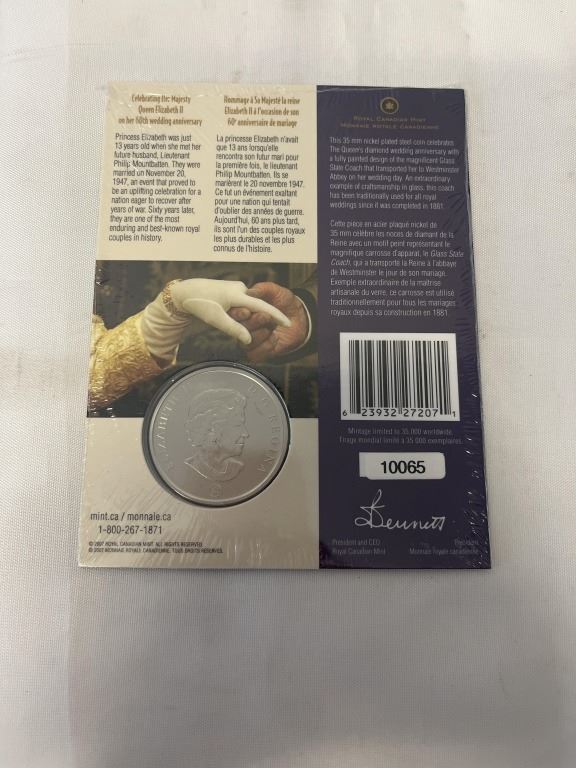 Celebrating Her Majesty
Queen Elizabeth II
on her 60th wedding anniversary
Princess Elizabeth was just
13 years old when she met her
future husband, Lieutenant
Philip Mountbatten. They were
married on November 20,
1947, an event that proved to
be an uplifting celebration for a
nation eager to recover after
years of war. Sixty years later,
they are one of the most
enduring and best-known royal
couples in history.
Hommage à Sa Majesté la reine
Elizabeth II à l'occasion de son
60e anniversaire de mariage
La princesse Elizabeth n'avait
que 13 ans lorsqu'elle
rencontra son futur mari pour
la première fois, le lieutenant
Philip Mountbatten. Ils se
marièrent le 20 novembre 1947.
Ce fut un événement exaltant
pour une nation qui tentait
d'oublier des années de guerre.
Aujourd'hui, 60 ans plus tard,
ils sont l'un des couples royaux
les plus durables et les plus
connus de l'histoire.
ROYAL CANADIAN MINT
MONNAIE ROYALE CANADIENNE
This 35 mm nickel plated steel coin celebrates
The Queen's diamond wedding anniversary with
a fully painted design of the magnificent Glass
State Coach that transported her to Westminster
Abbey on her wedding day. An extraordinary
example of craftsmanship in glass, this coach
has been traditionally used for all royal
weddings since it was completed in 1881.
Cette pièce en acier plaqué nickel de
35 mm célèbre les noces de diamant de la
Reine avec un motif peint représentant le
magnifique carrosse d'apparat, le Glass State
Coach, qui a transporté la Reine à l'abbaye
de Westminster le jour de son mariage.
Exemple extraordinaire de la maîtrise
artisanale du verre, ce carrosse est utilisé
traditionnellement pour tous les mariages
royaux depuis sa construction en 1881.
6 23932 27207 1
Mintage limited to 35,000 worldwide.
Tirage mondial limité à 35 000 exemplaires.
10065
Bennett
President and CEO
Royal Canadian Mint
Président
Monnaie royale canadienne
ELIZABETH II
REGINA
mint.ca / monnaie.ca
1-800-267-1871
© 2007 ROYAL CANADIAN MINT. ALL RIGHTS RESERVED.
© 2007 MONNAIE ROYALE CANADIENNE. TOUS DROITS RÉSERVÉS.